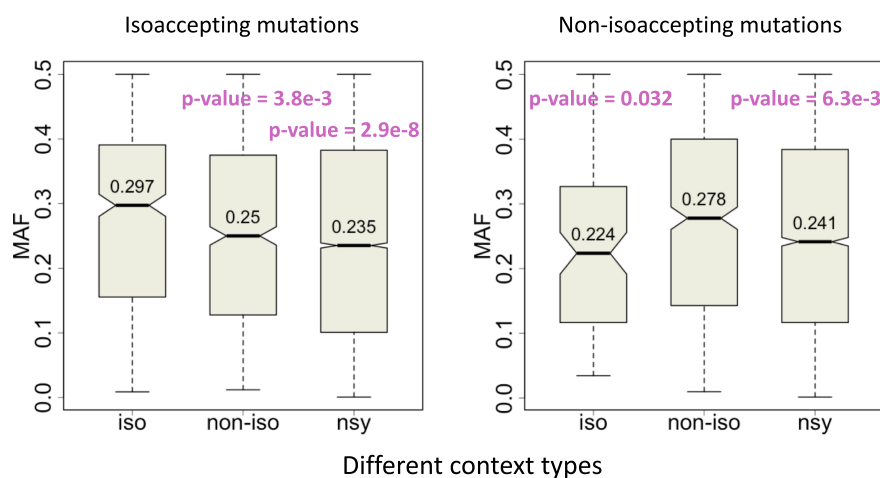 Isoaccepting mutations
Non-isoaccepting mutations
MAF
0.0 0.1 0.2 0.3 0.4 0.5
p-value = 3.8e-3
p-value = 2.9e-8
0.297
0.25
0.235
iso non-iso nsy
MAF
0.0 0.1 0.2 0.3 0.4 0.5
p-value = 0.032 p-value = 6.3e-3
0.224
0.278
0.241
iso non-iso nsy
Different context types